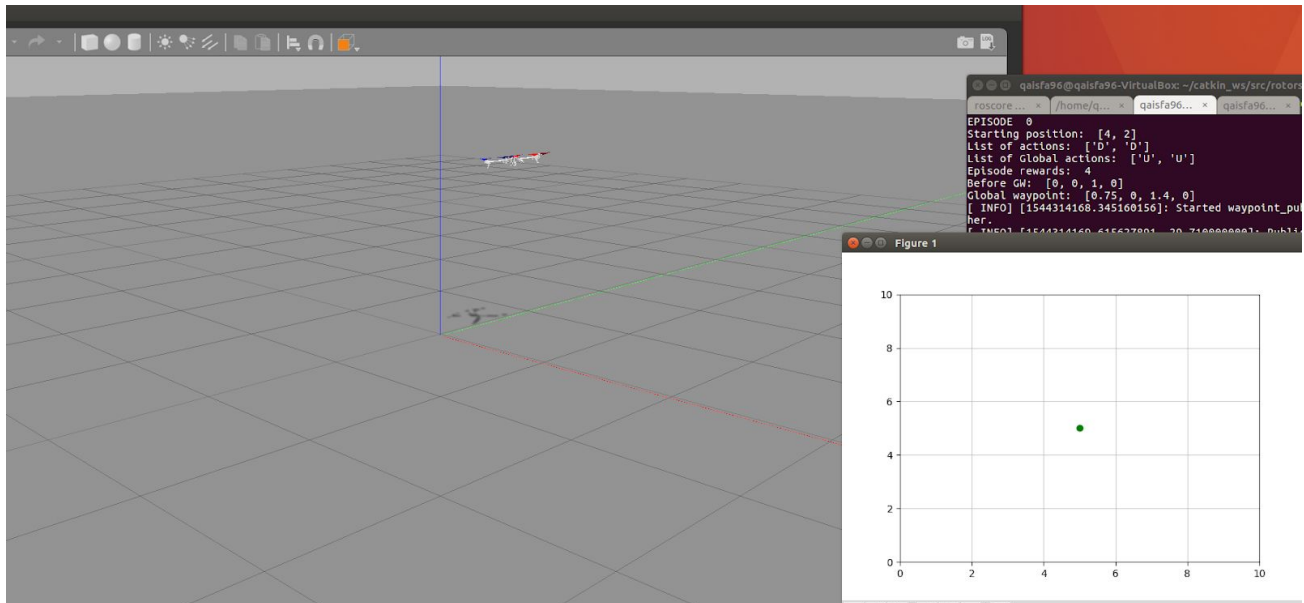 LOG
qaisfa96@qaisfa96-VirtualBox: ~/catkin_ws/src/rotors
roscore ... × /home/q... × qaisfa96... × qaisfa96... ×
EPISODE 0
Starting position: [4, 2]
List of actions: ['D', 'D']
List of Global actions: ['U', 'U']
Episode rewards: 4
Before GW: [0, 0, 1, 0]
Global waypoint: [0.75, 0, 1.4, 0]
[ INFO] [1544314168.345160156]: Started waypoint_pub
her.
Figure 1
10
8
6
4
2
0
0 2 4 6 8 10